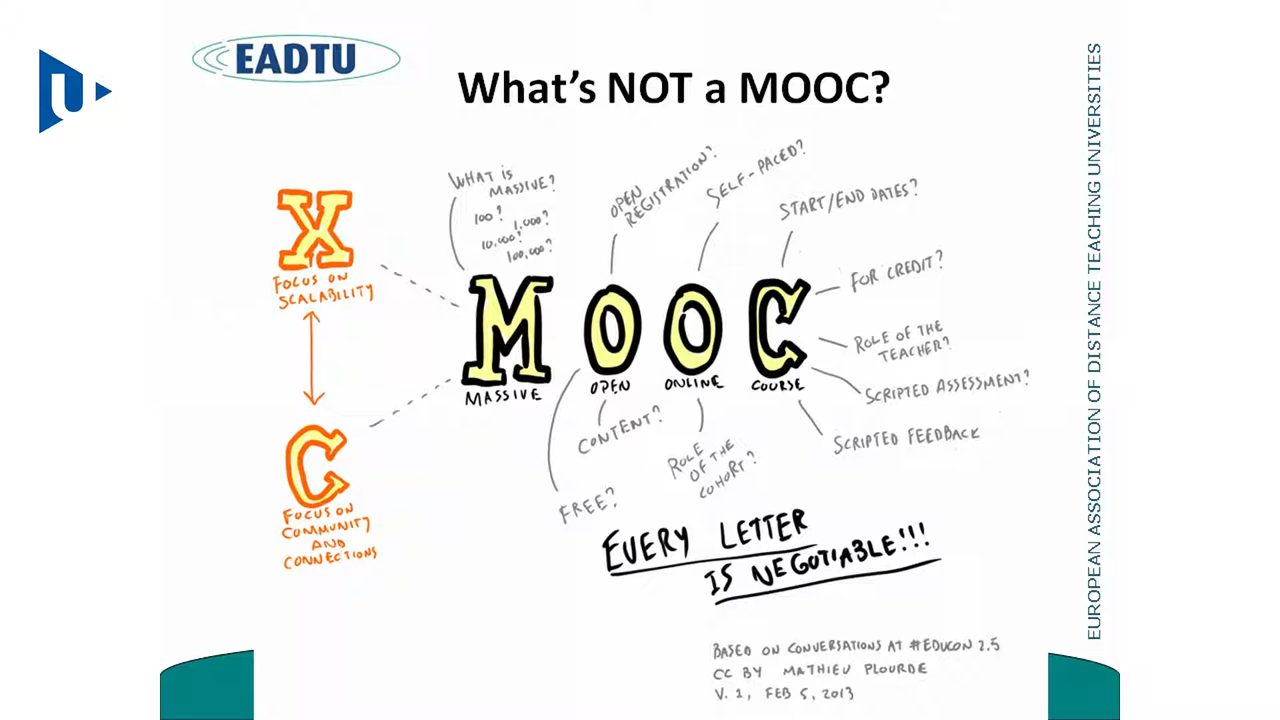 EADTU
U
What's NOT a MOOC?
EUROPEAN ASSOCIATION OF DISTANCE TEACHING UNIVERSITIES
X
FOCUS ON
SCALABILITY
C
FOCUS ON
COMMUNITY
AND
CONNECTIONS
WHAT IS
MASSIVE?
100?
1,000?
10,000?
100,000?
OPEN
REGISTRATION?
SELF-PACED?
START/END DATES?
FOR CREDIT?
ROLE OF THE
TEACHER?
SCRIPTED ASSESSMENT?
SCRIPTED FEEDBACK
MOOC
MASSIVE
OPEN
ONLINE
COURSE
CONTENT?
FREE?
ROLE
OF THE
COHORT?
EVERY LETTER
IS NEGOTIABLE!!!
BASED ON CONVERSATIONS AT #EDUCON 2.5
CC BY MATHIEU PLOURDE
V. 1, FEB 5, 2013